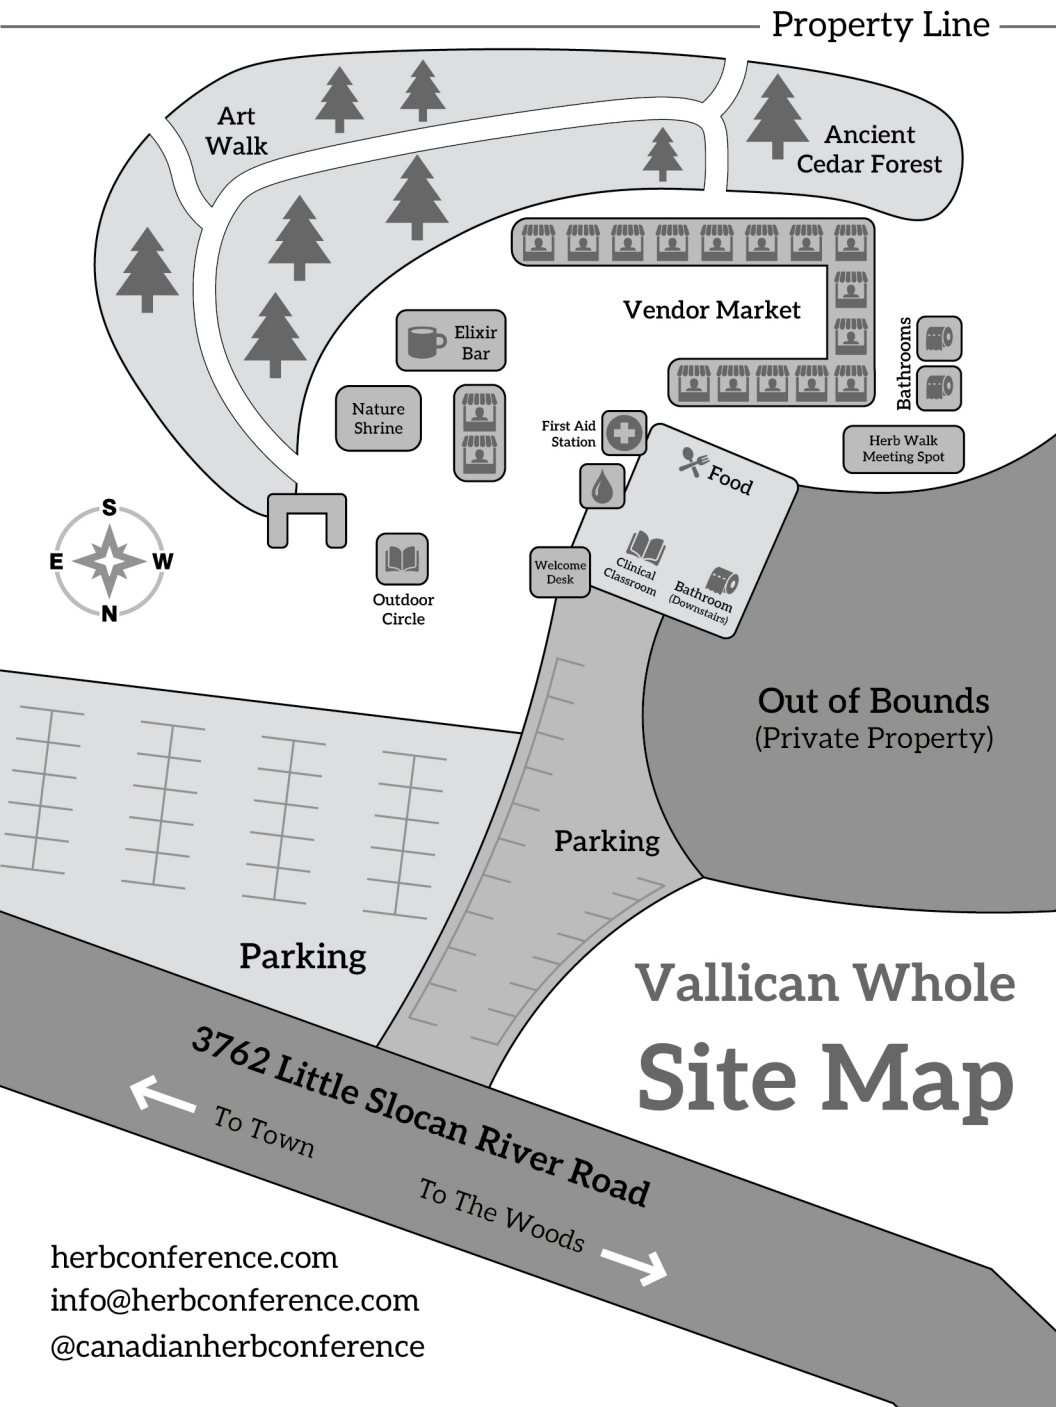 Property Line
Art
Walk
Ancient
Cedar Forest
Vendor Market
Elixir
Bar
Bathrooms
Nature
Shrine
First Aid
Station
Herb Walk
Meeting Spot
Food
S
E
W
N
Welcome
Desk
Clinical
Classroom
Bathroom
(Downstairs)
Outdoor
Circle
Out of Bounds
(Private Property)
Parking
Parking
Vallican Whole
Site Map
3762 Little Slocan River Road
To Town
To The Woods
herbconference.com
info@herbconference.com
@canadianherbconference